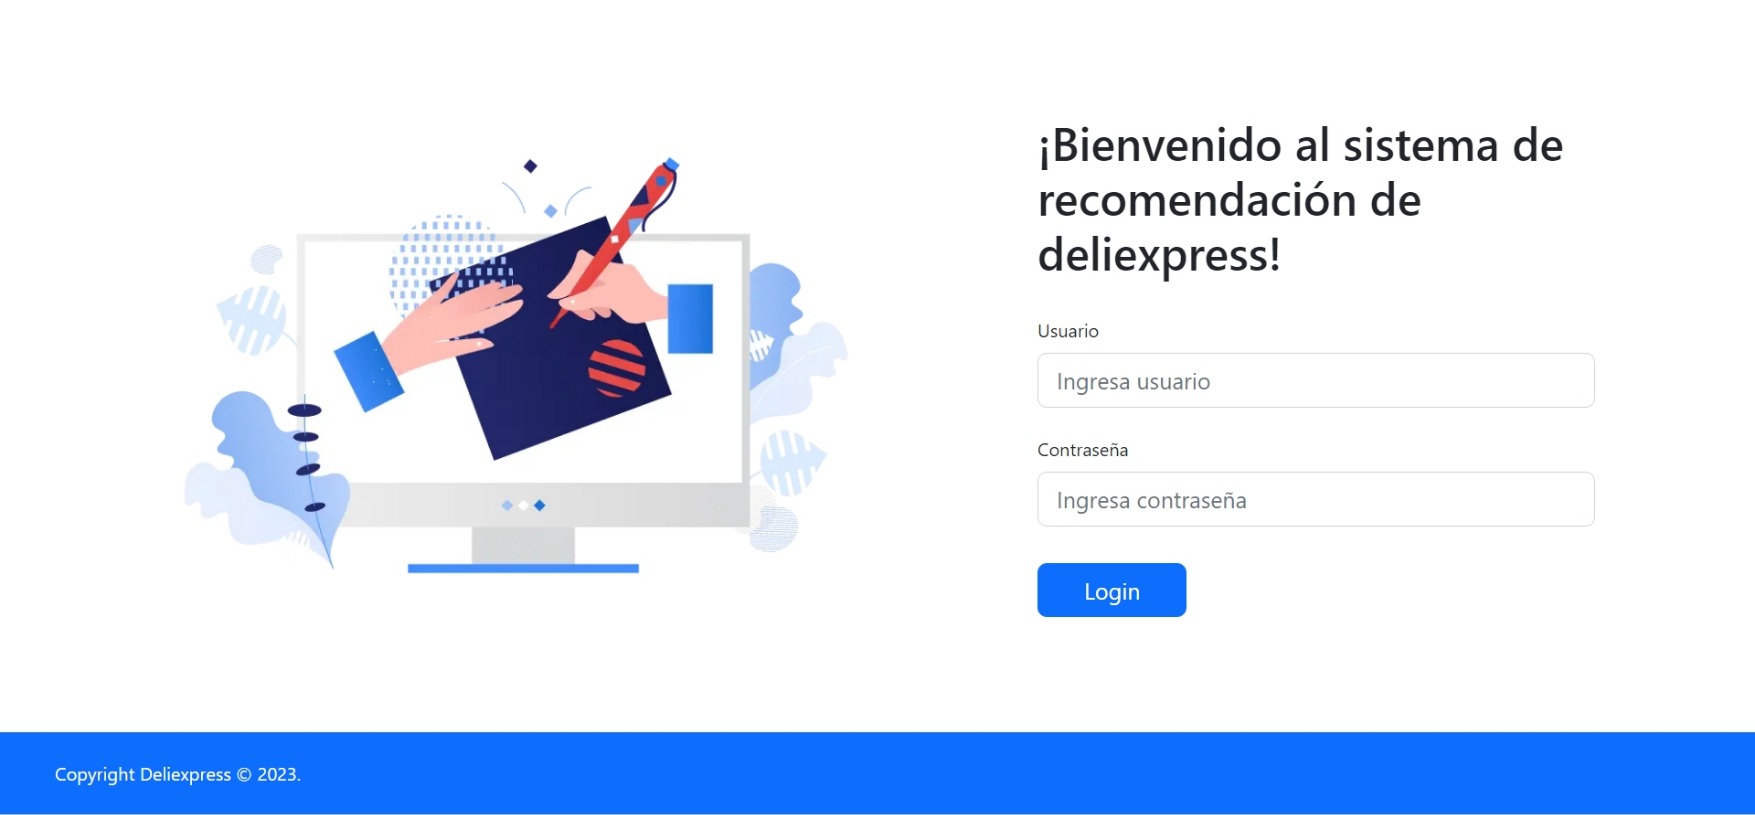 ¡Bienvenido al sistema de
recomendación de
deliexpress!
Usuario
Ingresa usuario
Contraseña
Ingresa contraseña
Login
Copyright Deliexpress © 2023.